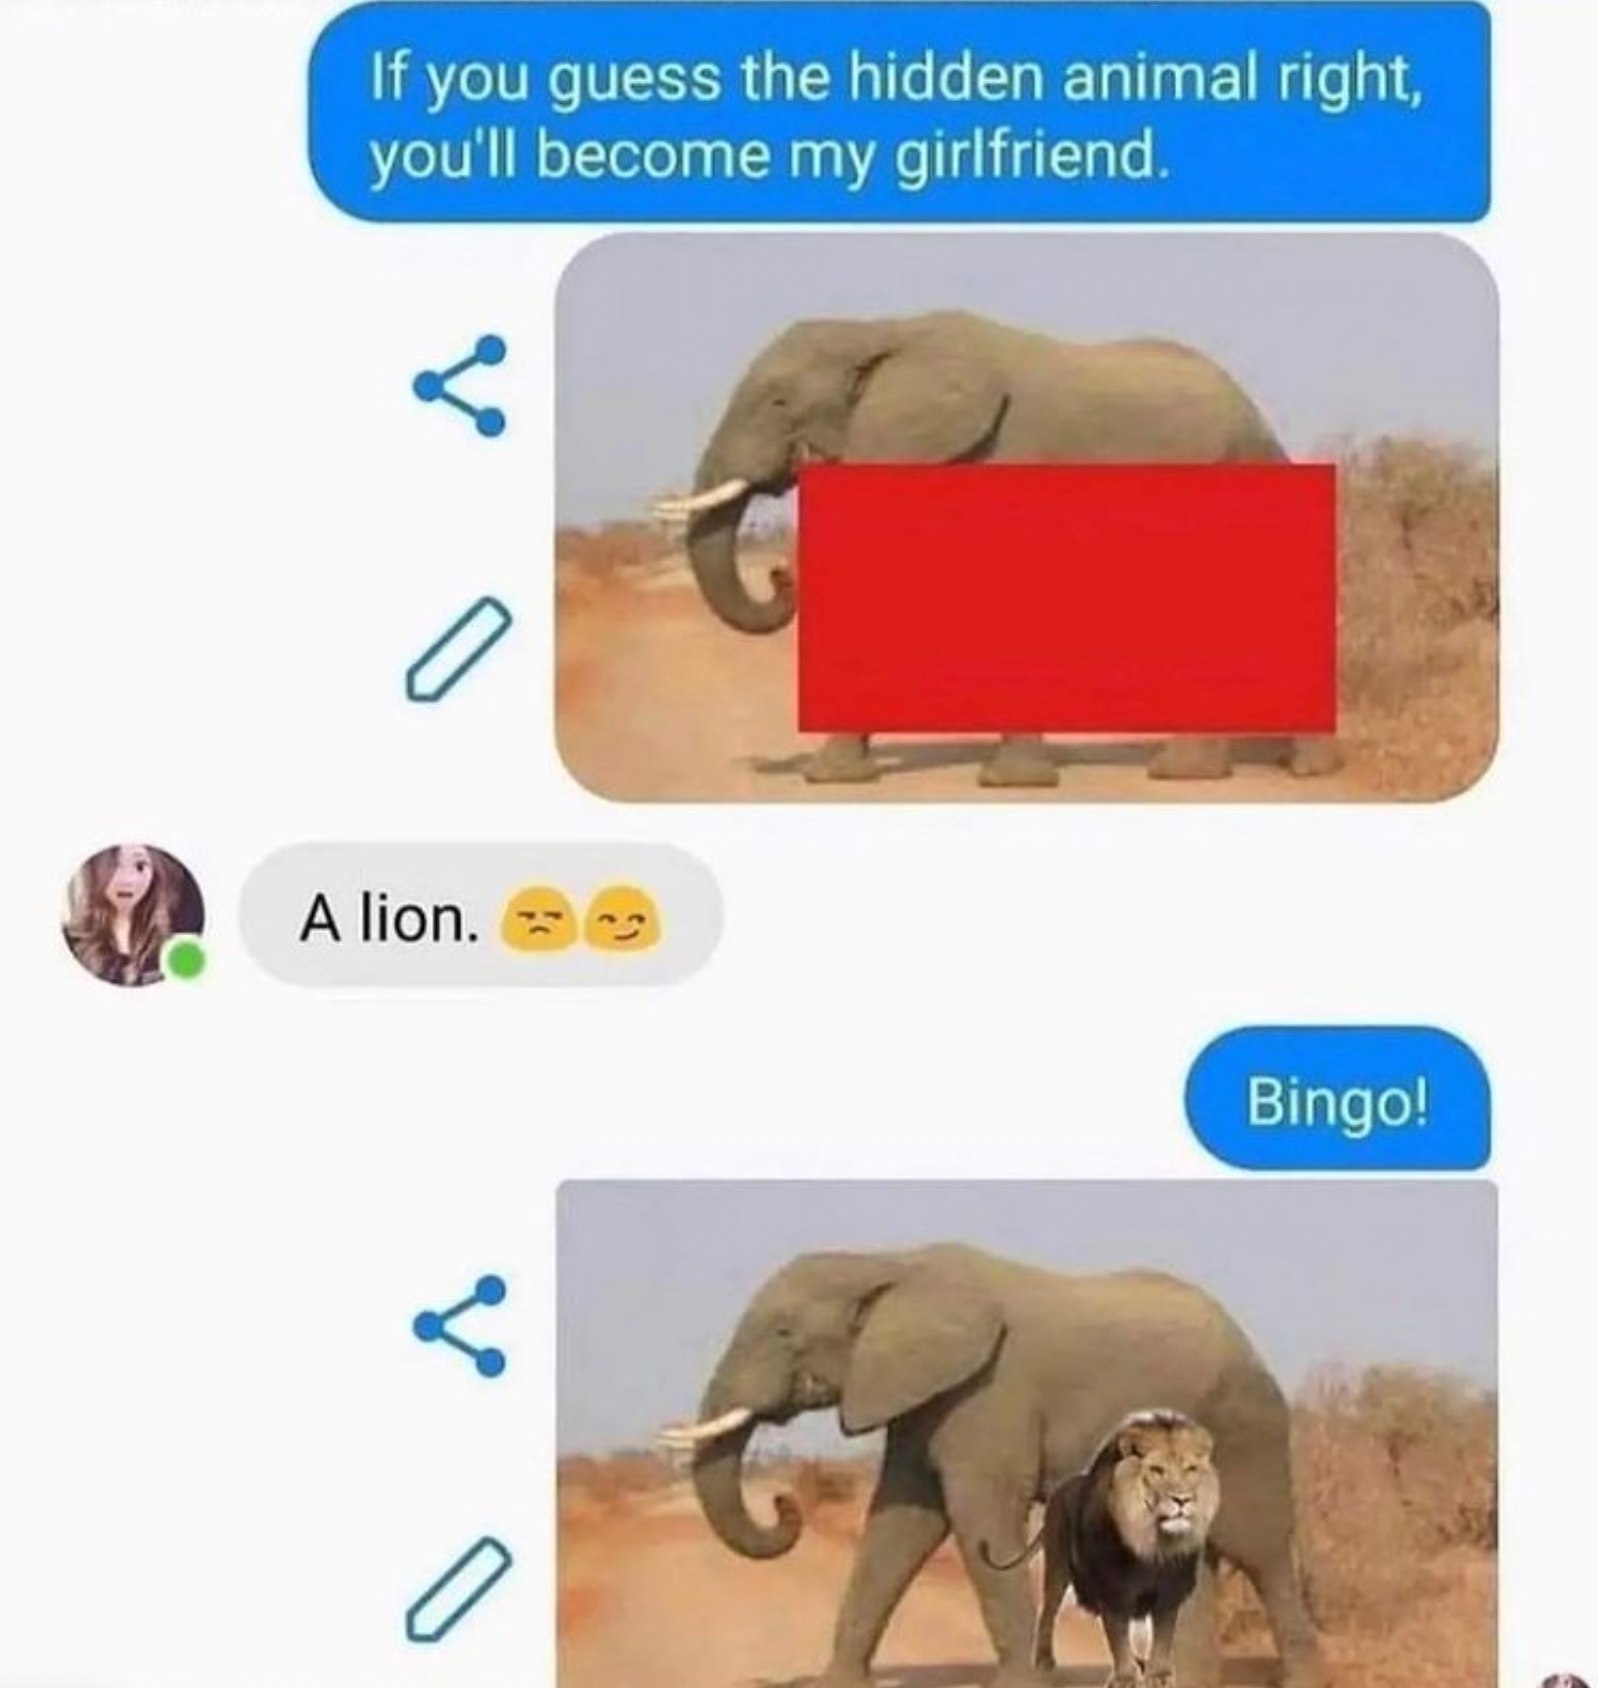 If you guess the hidden animal right,
you'll become my girlfriend.
A lion. 😒😏
Bingo!